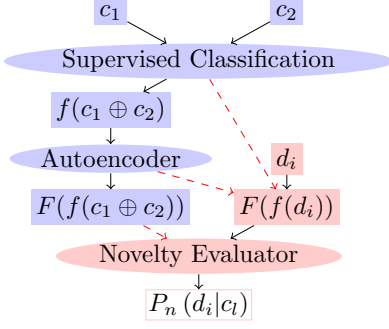 c₁ c₂
Supervised Classification
f(c₁ ⊕ c₂)
Autoencoder dᵢ
F(f(c₁ ⊕ c₂)) F(f(dᵢ))
Novelty Evaluator
Pₙ (dᵢ|cₗ)